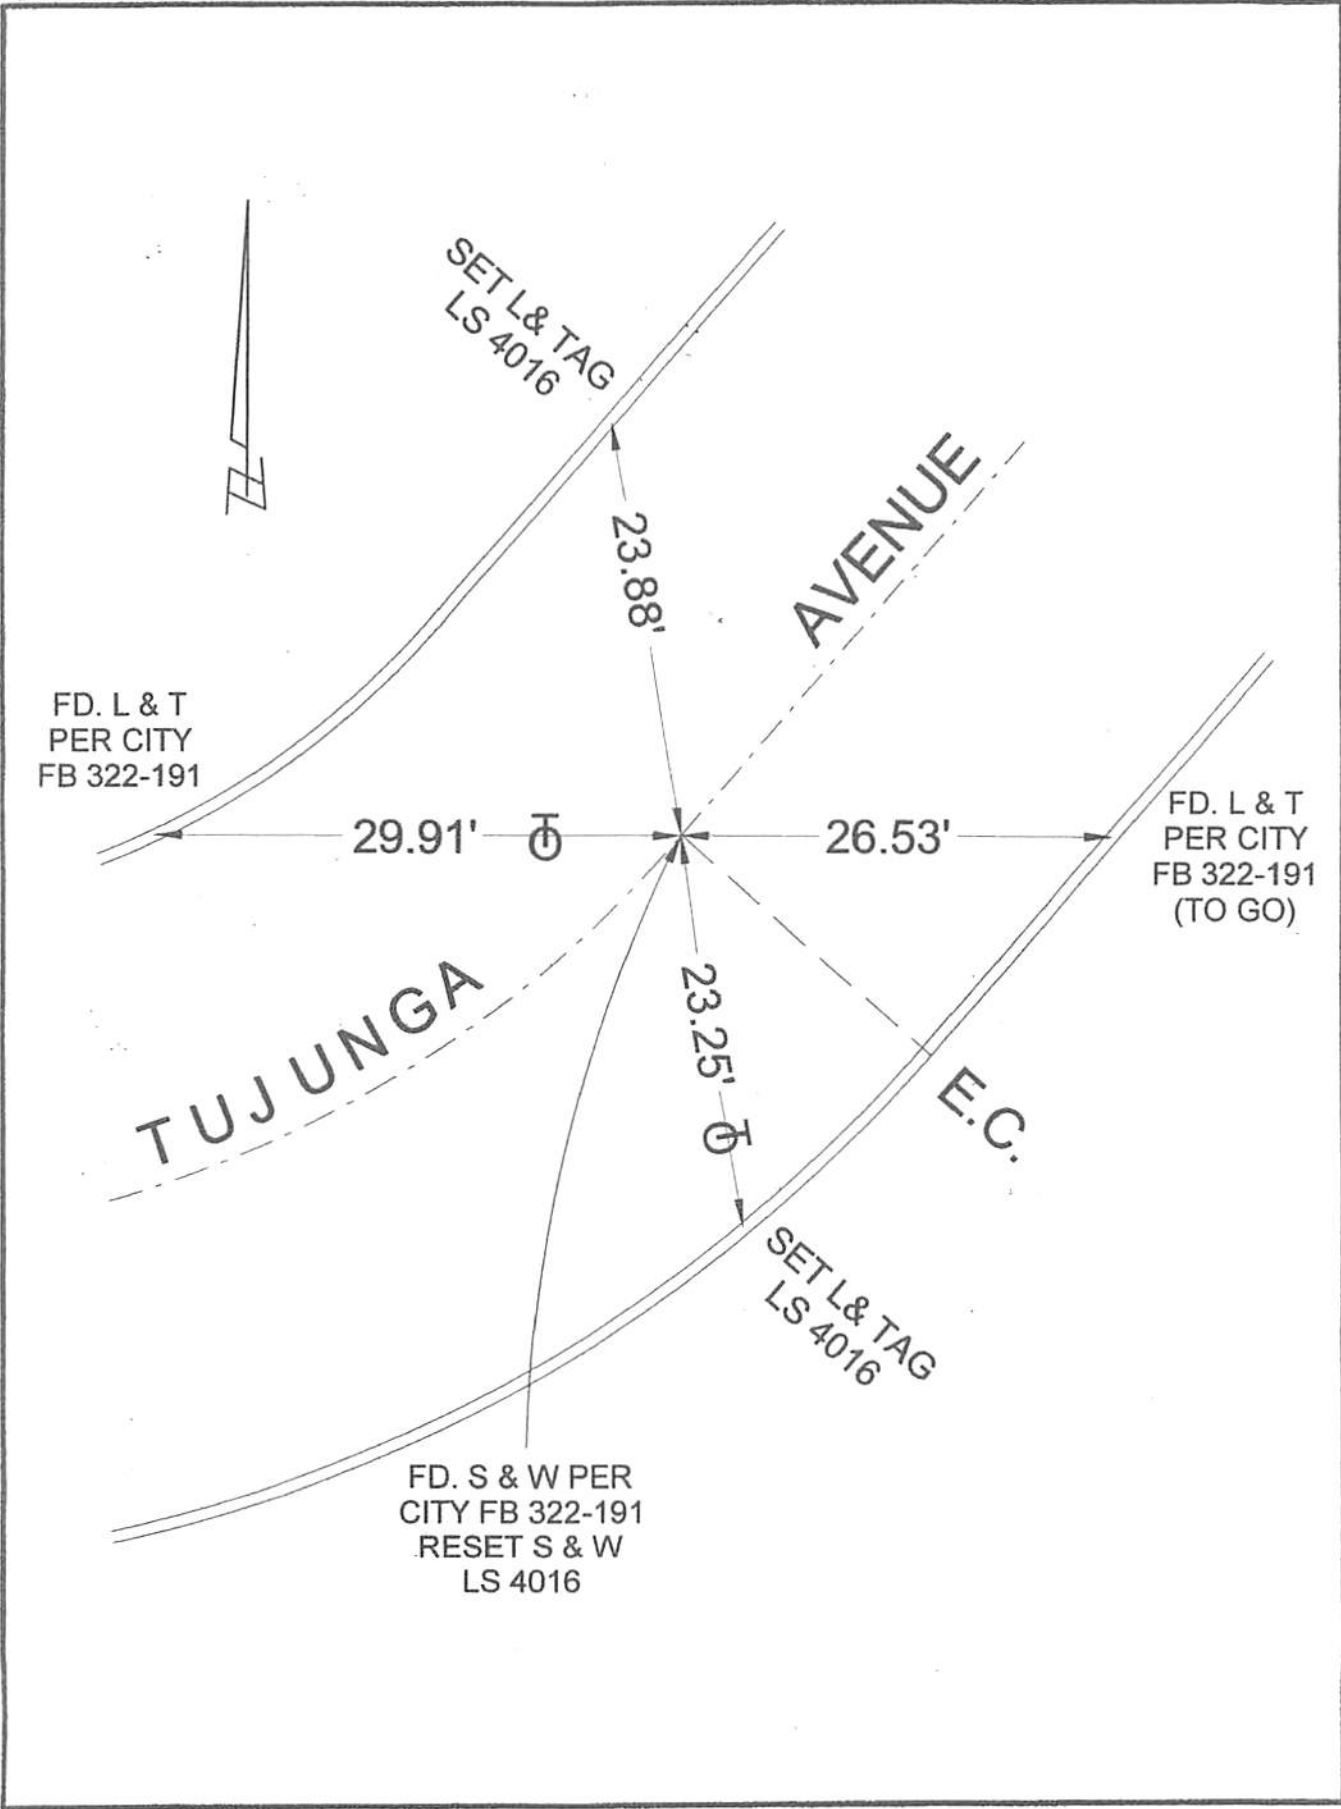 SET L& TAG
LS 4016
AVENUE
23.88'
FD. L & T
PER CITY
FB 322-191
29.91'
26.53'
FD. L & T
PER CITY
FB 322-191
(TO GO)
TUJUNGA
23.25'
E.C.
SET L& TAG
LS 4016
FD. S & W PER
CITY FB 322-191
RESET S & W
LS 4016